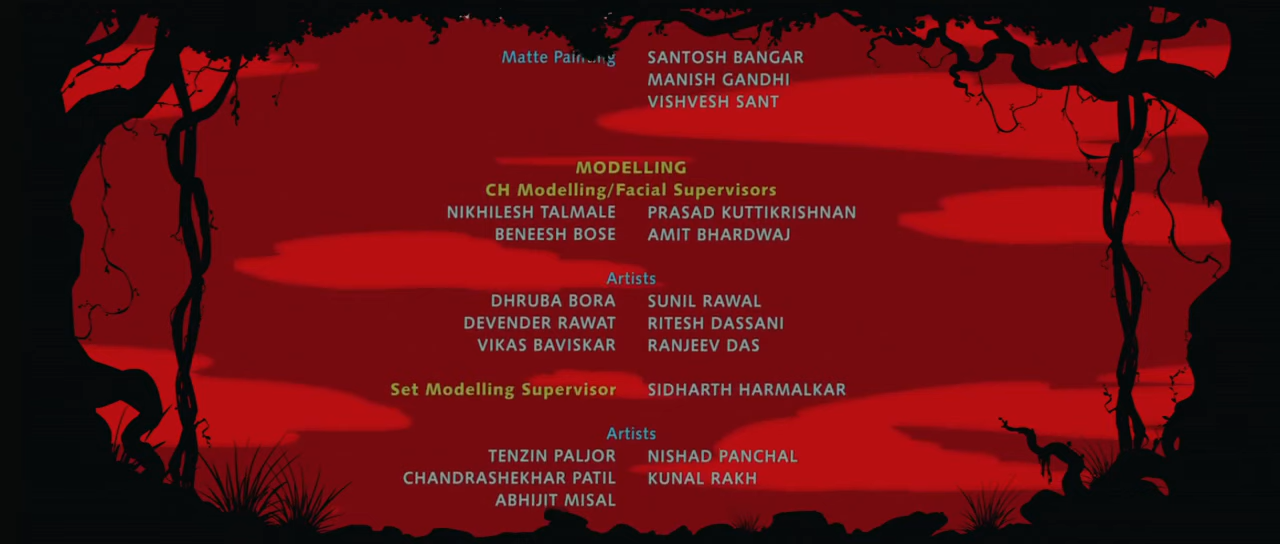 Matte Painting SANTOSH BANGAR
MANISH GANDHI
VISHVESH SANT
MODELLING
CH Modelling/Facial Supervisors
NIKHILESH TALMALE PRASAD KUTTIKRISHNAN
BENEESH BOSE AMIT BHARDWAJ
Artists
DHRUBA BORA SUNIL RAWAL
DEVENDER RAWAT RITESH DASSANI
VIKAS BAVISKAR RANJEEV DAS
Set Modelling Supervisor SIDHARTH HARMALKAR
Artists
TENZIN PALJOR NISHAD PANCHAL
CHANDRASHEKHAR PATIL KUNAL RAKH
ABHIJIT MISAL